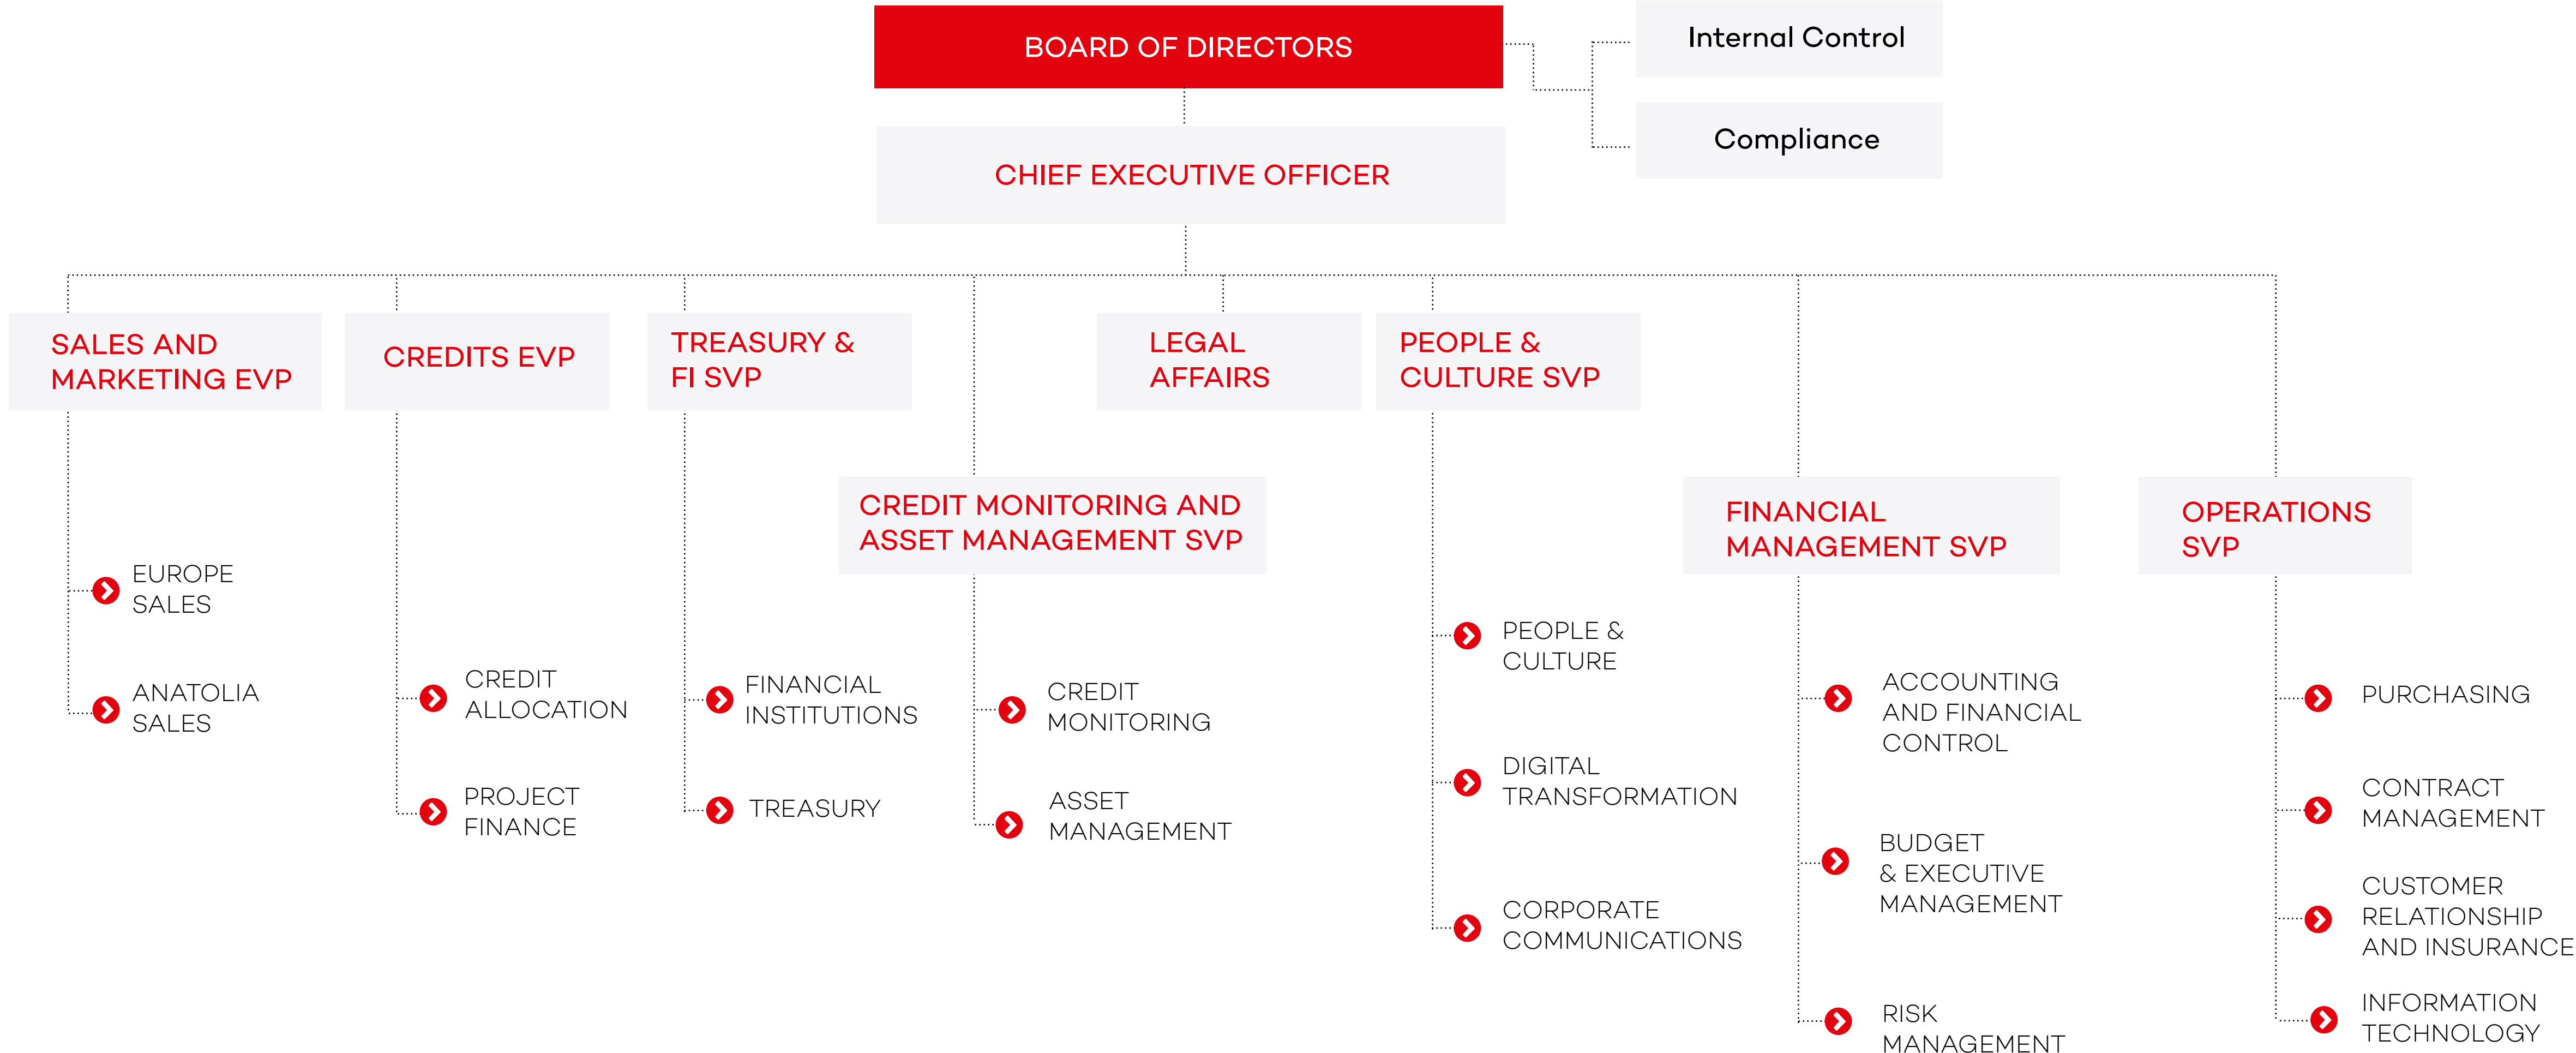 BOARD OF DIRECTORS
Internal Control
Compliance
CHIEF EXECUTIVE OFFICER
SALES AND
MARKETING EVP
CREDITS EVP
TREASURY &
FI SVP
LEGAL
AFFAIRS
PEOPLE &
CULTURE SVP
CREDIT MONITORING AND
ASSET MANAGEMENT SVP
FINANCIAL
MANAGEMENT SVP
OPERATIONS
SVP
EUROPE
SALES
ANATOLIA
SALES
CREDIT
ALLOCATION
PROJECT
FINANCE
FINANCIAL
INSTITUTIONS
TREASURY
CREDIT
MONITORING
ASSET
MANAGEMENT
PEOPLE &
CULTURE
DIGITAL
TRANSFORMATION
CORPORATE
COMMUNICATIONS
ACCOUNTING
AND FINANCIAL
CONTROL
BUDGET
& EXECUTIVE
MANAGEMENT
RISK
MANAGEMENT
PURCHASING
CONTRACT
MANAGEMENT
CUSTOMER
RELATIONSHIP
AND INSURANCE
INFORMATION
TECHNOLOGY